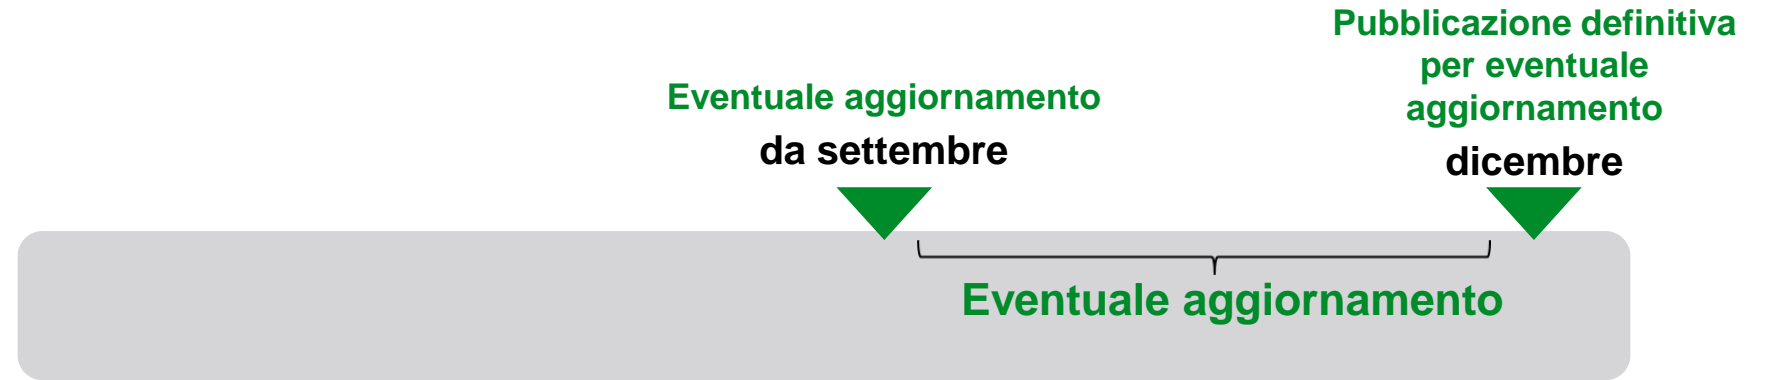 Pubblicazione definitiva
per eventuale
aggiornamento
dicembre
Eventuale aggiornamento
da settembre
Eventuale aggiornamento